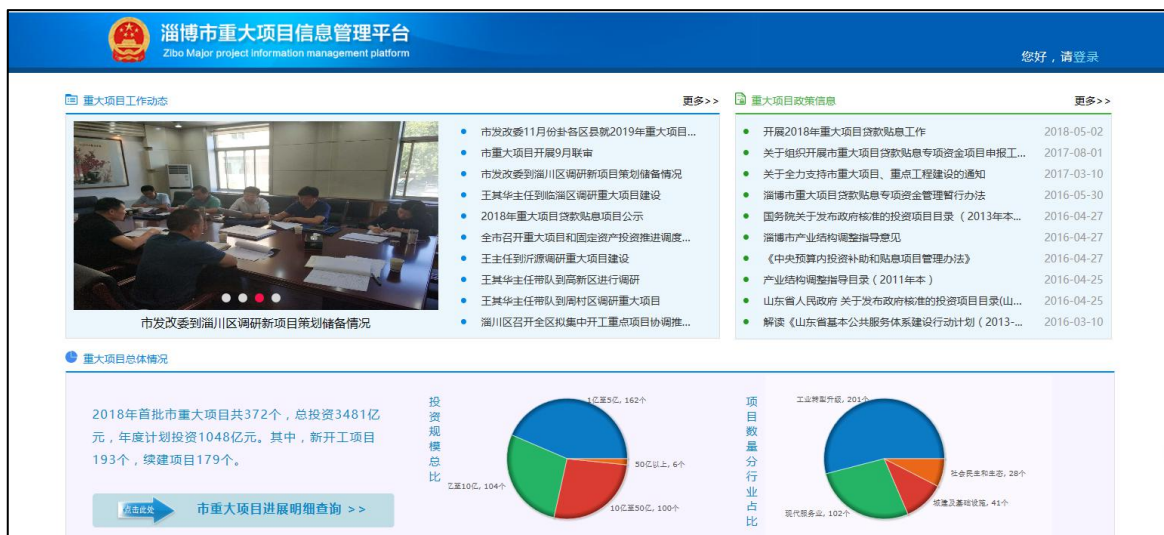 淄博市重大项目信息管理平台
Zibo Major project information management platform
您好，请登录
重大项目工作动态
更多>>
市发改委11月份赴各区县就2019年重大项目...
市重大项目开展9月联审
市发改委到淄川区调研新项目策划储备情况
王其华主任到临淄区调研重大项目建设
2018年重大项目贷款贴息项目公示
全市召开重大项目和固定资产投资推进调度...
王主任到沂源调研重大项目建设
王其华主任带队到高新区进行调研
王其华主任带队到周村区调研重大项目
淄川区召开全区拟集中开工重点项目协调推...
市发改委到淄川区调研新项目策划储备情况
重大项目政策信息
更多>>
开展2018年重大项目贷款贴息工作 2018-05-02
关于组织开展市重大项目贷款贴息专项资金项目申报工... 2017-08-01
关于全力支持市重大项目、重点工程建设的通知 2017-03-10
淄博市重大项目贷款贴息专项资金管理暂行办法 2016-05-30
国务院关于发布政府核准的投资项目目录（2013年本... 2016-04-27
淄博市产业结构调整指导意见 2016-04-27
《中央预算内投资补助和贴息项目管理办法》 2016-04-27
产业结构调整指导目录（2011年本） 2016-04-25
山东省人民政府 关于发布政府核准的投资项目目录(山... 2016-04-25
解读《山东省基本公共服务体系建设行动计划（2013-... 2016-03-10
重大项目总体情况
2018年首批市重大项目共372个，总投资3481亿
元，年度计划投资1048亿元。其中，新开工项目
193个，续建项目179个。
点击此处
市重大项目进展明细查询 >>
投资规模总比
1亿至5亿, 162个
50亿以上, 6个
10亿至50亿, 100个
亿至10亿, 104个
项目数量分行业占比
工业转型升级, 201个
社会民生和生态, 28个
城建及基础设施, 41个
现代服务业, 102个